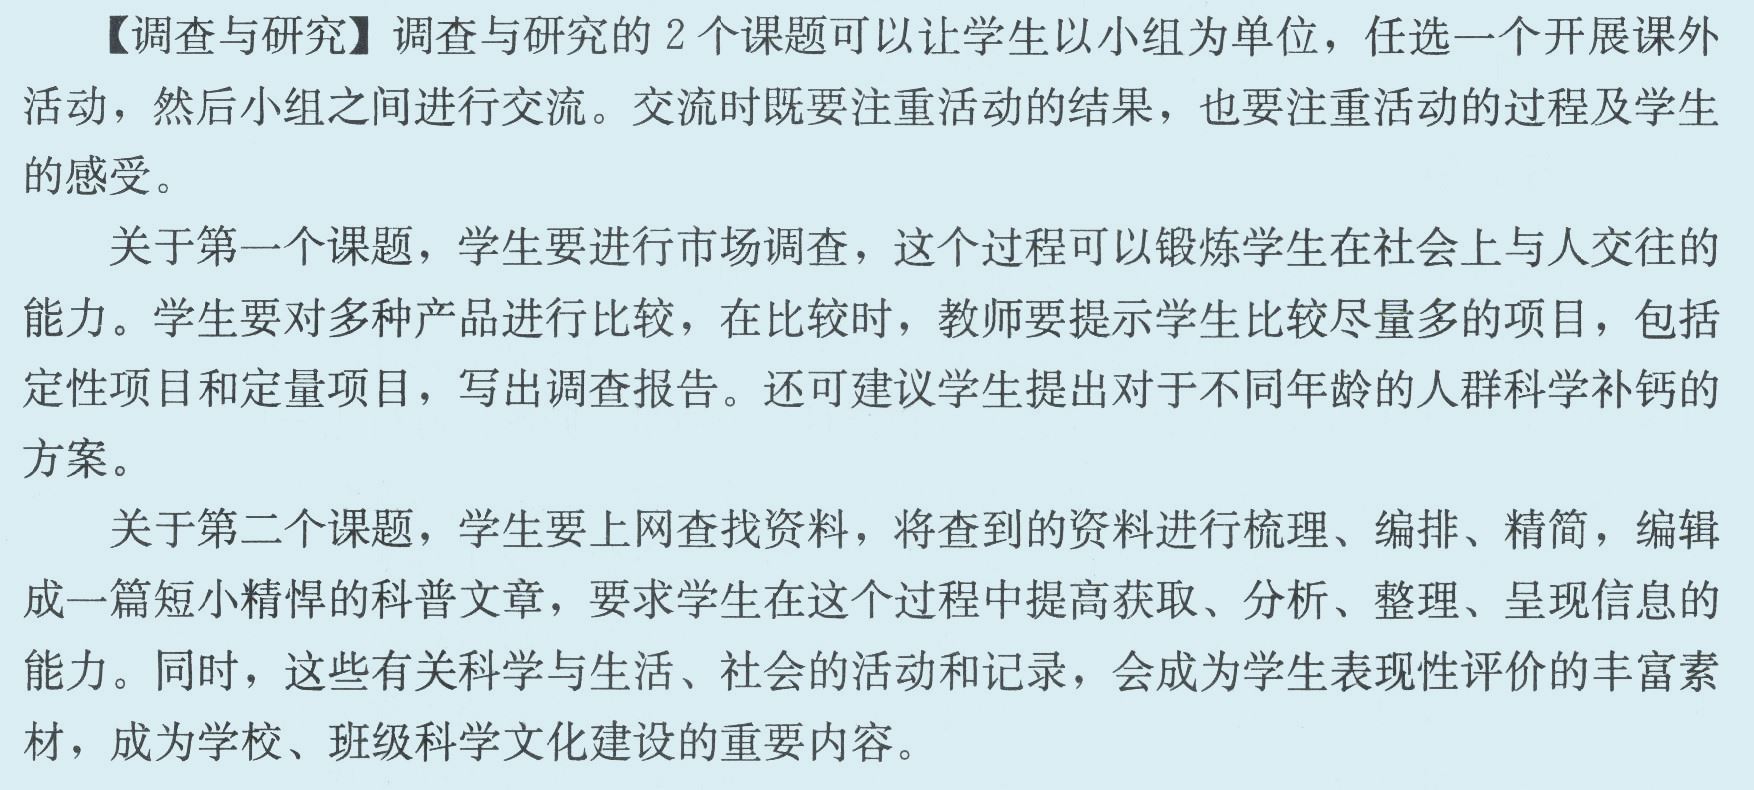 【调查与研究】调查与研究的 2 个课题可以让学生以小组为单位，任选一个开展课外
活动，然后小组之间进行交流。交流时既要注重活动的结果，也要注重活动的过程及学生
的感受。
关于第一个课题，学生要进行市场调查，这个过程可以锻炼学生在社会上与人交往的
能力。学生要对多种产品进行比较，在比较时，教师要提示学生比较尽量多的项目，包括
定性项目和定量项目，写出调查报告。还可建议学生提出对于不同年龄的人群科学补钙的
方案。
关于第二个课题，学生要上网查找资料，将查到的资料进行梳理、编排、精简，编辑
成一篇短小精悍的科普文章，要求学生在这个过程中提高获取、分析、整理、呈现信息的
能力。同时，这些有关科学与生活、社会的活动和记录，会成为学生表现性评价的丰富素
材，成为学校、班级科学文化建设的重要内容。